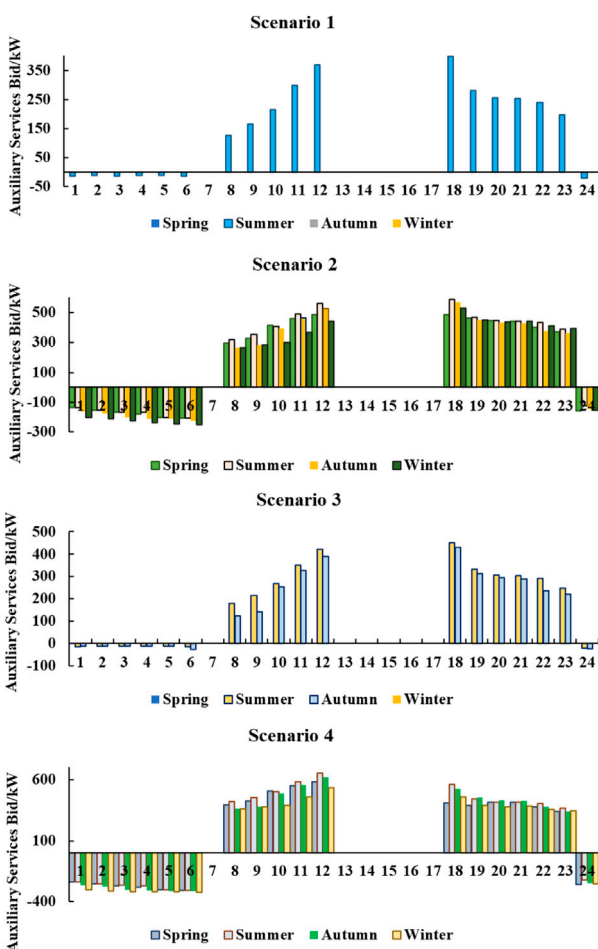 Scenario 1
Auxiliary Services Bid/kW
350
250
150
50
-50
1 2 3 4 5 6 7 8 9 10 11 12 13 14 15 16 17 18 19 20 21 22 23 24
Spring Summer Autumn Winter
Scenario 2
Auxiliary Services Bid/kW
500
300
100
-100
-300
1 2 3 4 5 6 7 8 9 10 11 12 13 14 15 16 17 18 19 20 21 22 23 24
Spring Summer Autumn Winter
Scenario 3
Auxiliary Services Bid/kW
500
400
300
200
100
0
-100
1 2 3 4 5 6 7 8 9 10 11 12 13 14 15 16 17 18 19 20 21 22 23 24
Spring Summer Autumn Winter
Scenario 4
Auxiliary Services Bid/kW
600
100
-400
1 2 3 4 5 6 7 8 9 10 11 12 13 14 15 16 17 18 19 20 21 22 23 24
Spring Summer Autumn Winter